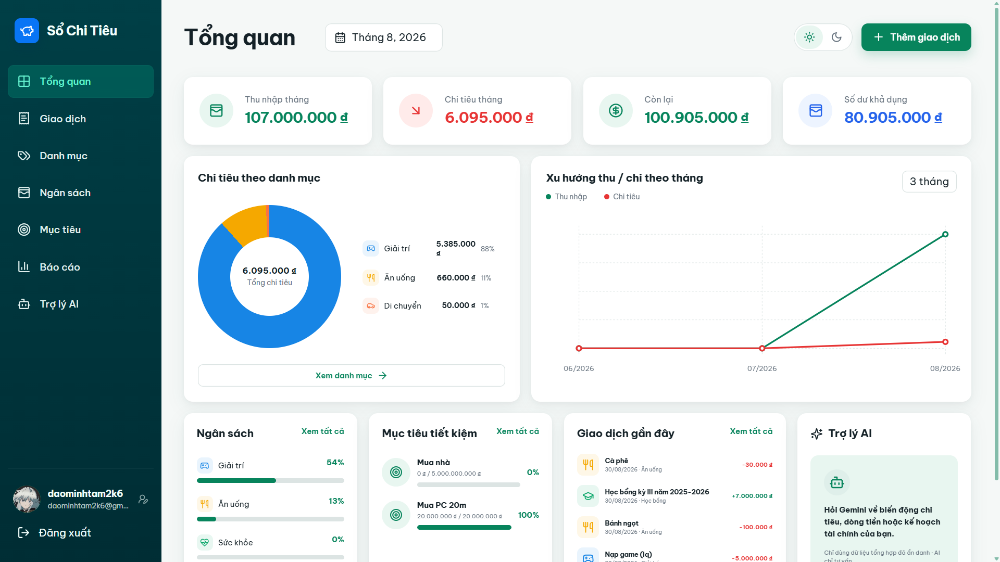 Sổ Chi Tiêu
Tổng quan
Giao dịch
Danh mục
Ngân sách
Mục tiêu
Báo cáo
Trợ lý AI
daominhtam2k6
daominhtam2k6@gm...
Đăng xuất
Tổng quan
Tháng 8, 2026
Thêm giao dịch
Thu nhập tháng
107.000.000 ₫
Chi tiêu tháng
6.095.000 ₫
Còn lại
100.905.000 ₫
Số dư khả dụng
80.905.000 ₫
Chi tiêu theo danh mục
6.095.000 ₫
Tổng chi tiêu
Giải trí 5.385.000 ₫ 88%
Ăn uống 660.000 ₫ 11%
Di chuyển 50.000 ₫ 1%
Xem danh mục
Xu hướng thu / chi theo tháng
3 tháng
Thu nhập Chi tiêu
06/2026 07/2026 08/2026
Ngân sách Xem tất cả
Giải trí 54%
Ăn uống 13%
Sức khỏe 0%
Mục tiêu tiết kiệm Xem tất cả
Mua nhà
0 ₫ / 5.000.000.000 ₫ 0%
Mua PC 20m
20.000.000 ₫ / 20.000.000 ₫ 100%
Giao dịch gần đây Xem tất cả
Cà phê
30/08/2026 · Ăn uống
-30.000 ₫
Học bổng kỳ III năm 2025-2026
30/08/2026 · Học bổng
+7.000.000 ₫
Bánh ngọt
30/08/2026 · Ăn uống
-100.000 ₫
Nạp game (lq)
-5.000.000 ₫
Trợ lý AI
Hỏi Gemini về biến động chi
tiêu, dòng tiền hoặc kế hoạch
tài chính của bạn.
Chỉ dùng dữ liệu tổng hợp đã ẩn danh · AI
chỉ tư vấn